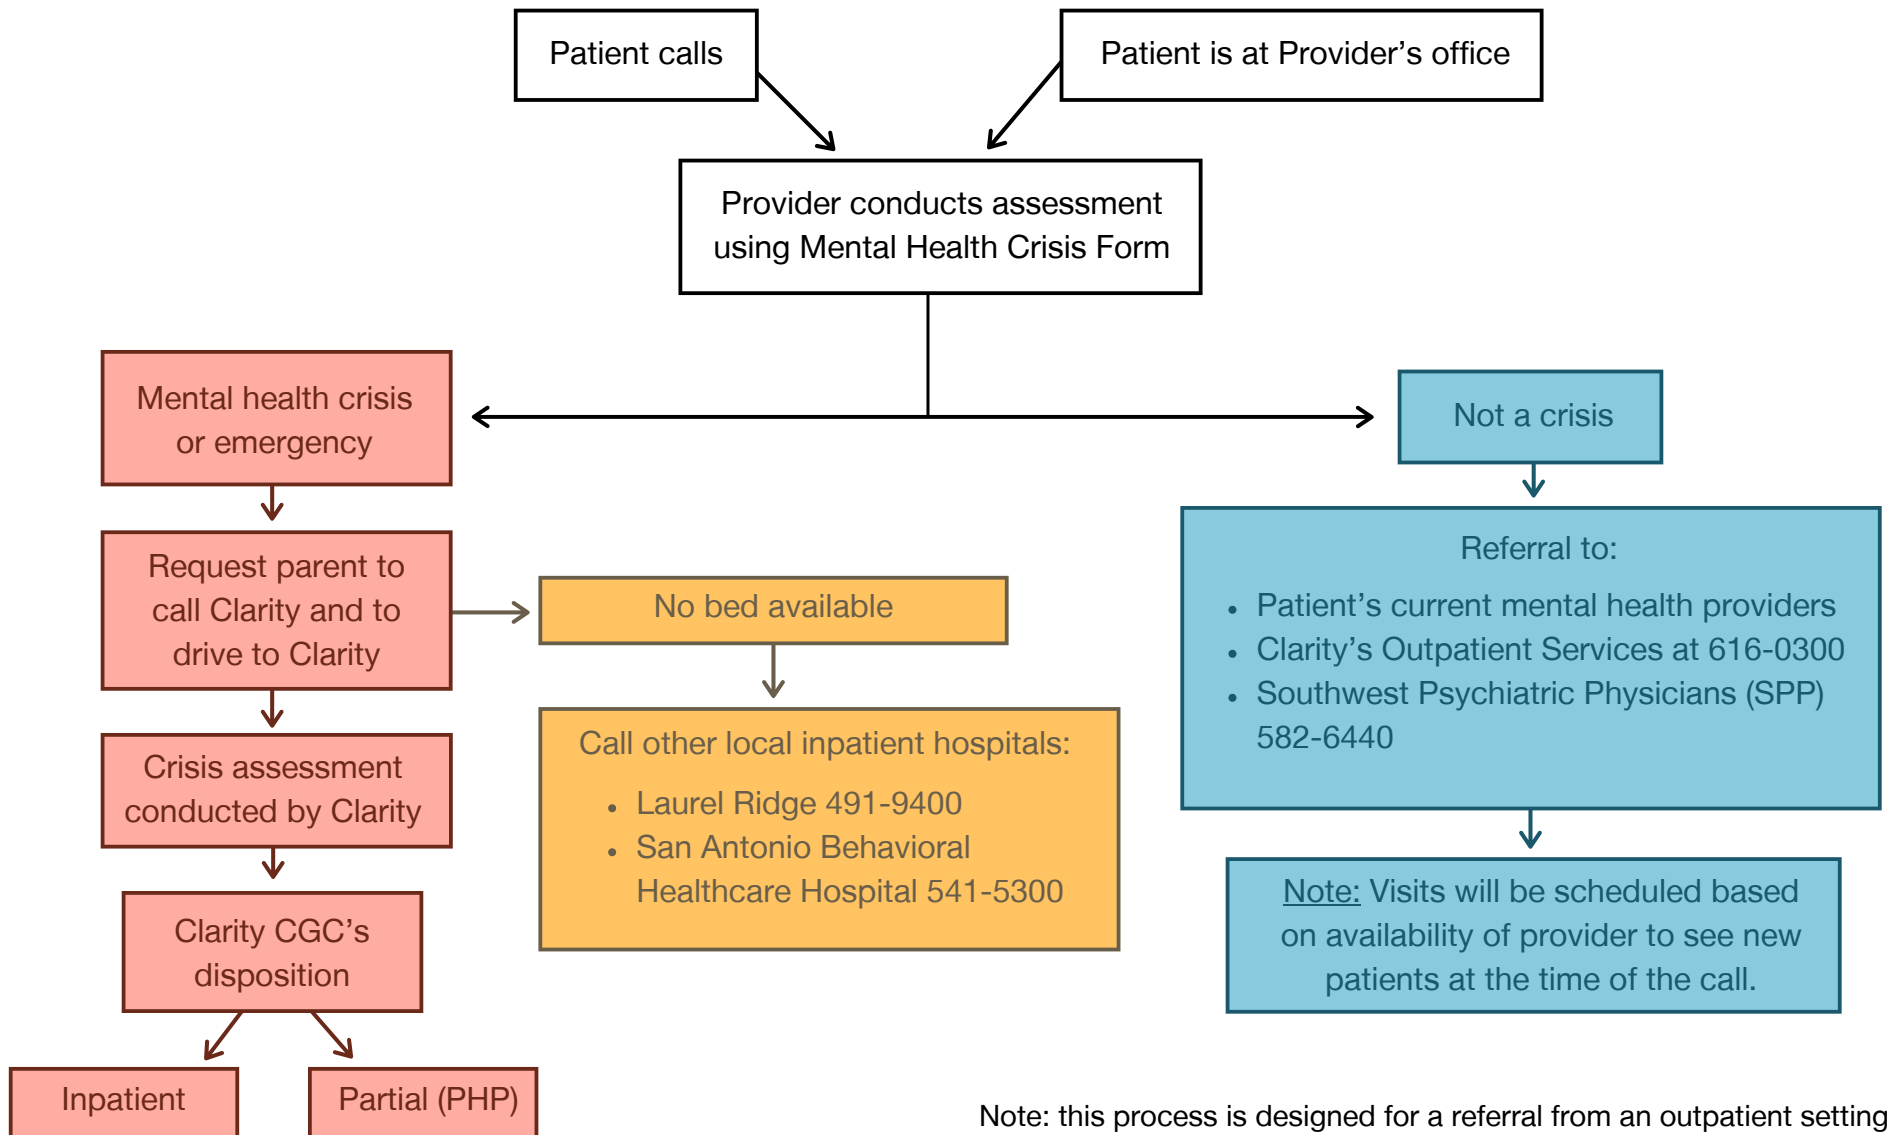 Patient calls
Patient is at Provider’s office
Provider conducts assessment
using Mental Health Crisis Form
Mental health crisis
or emergency
Not a crisis
Request parent to
call Clarity and to
drive to Clarity
No bed available
Referral to:
• Patient’s current mental health providers
• Clarity’s Outpatient Services at 616-0300
• Southwest Psychiatric Physicians (SPP)
582-6440
Crisis assessment
conducted by Clarity
Call other local inpatient hospitals:
• Laurel Ridge 491-9400
• San Antonio Behavioral
Healthcare Hospital 541-5300
Clarity CGC’s
disposition
Note: Visits will be scheduled based
on availability of provider to see new
patients at the time of the call.
Inpatient
Partial (PHP)
Note: this process is designed for a referral from an outpatient setting